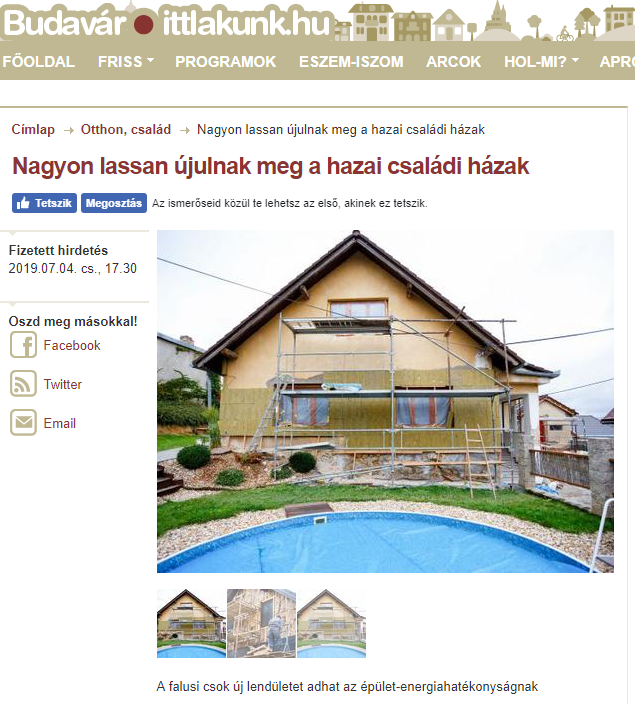 Budavár ittlakunk.hu
FŐOLDAL FRISS PROGRAMOK ESZEM-ISZOM ARCOK HOL-MI? APRÓ
Címlap Otthon, család Nagyon lassan újulnak meg a hazai családi házak
Nagyon lassan újulnak meg a hazai családi házak
Tetszik Megosztás Az ismerőseid közül te lehetsz az első, akinek ez tetszik.
Fizetett hirdetés
2019.07.04. cs., 17.30
Oszd meg másokkal!
Facebook
Twitter
Email
A falusi csok új lendületet adhat az épület-energiahatékonyságnak